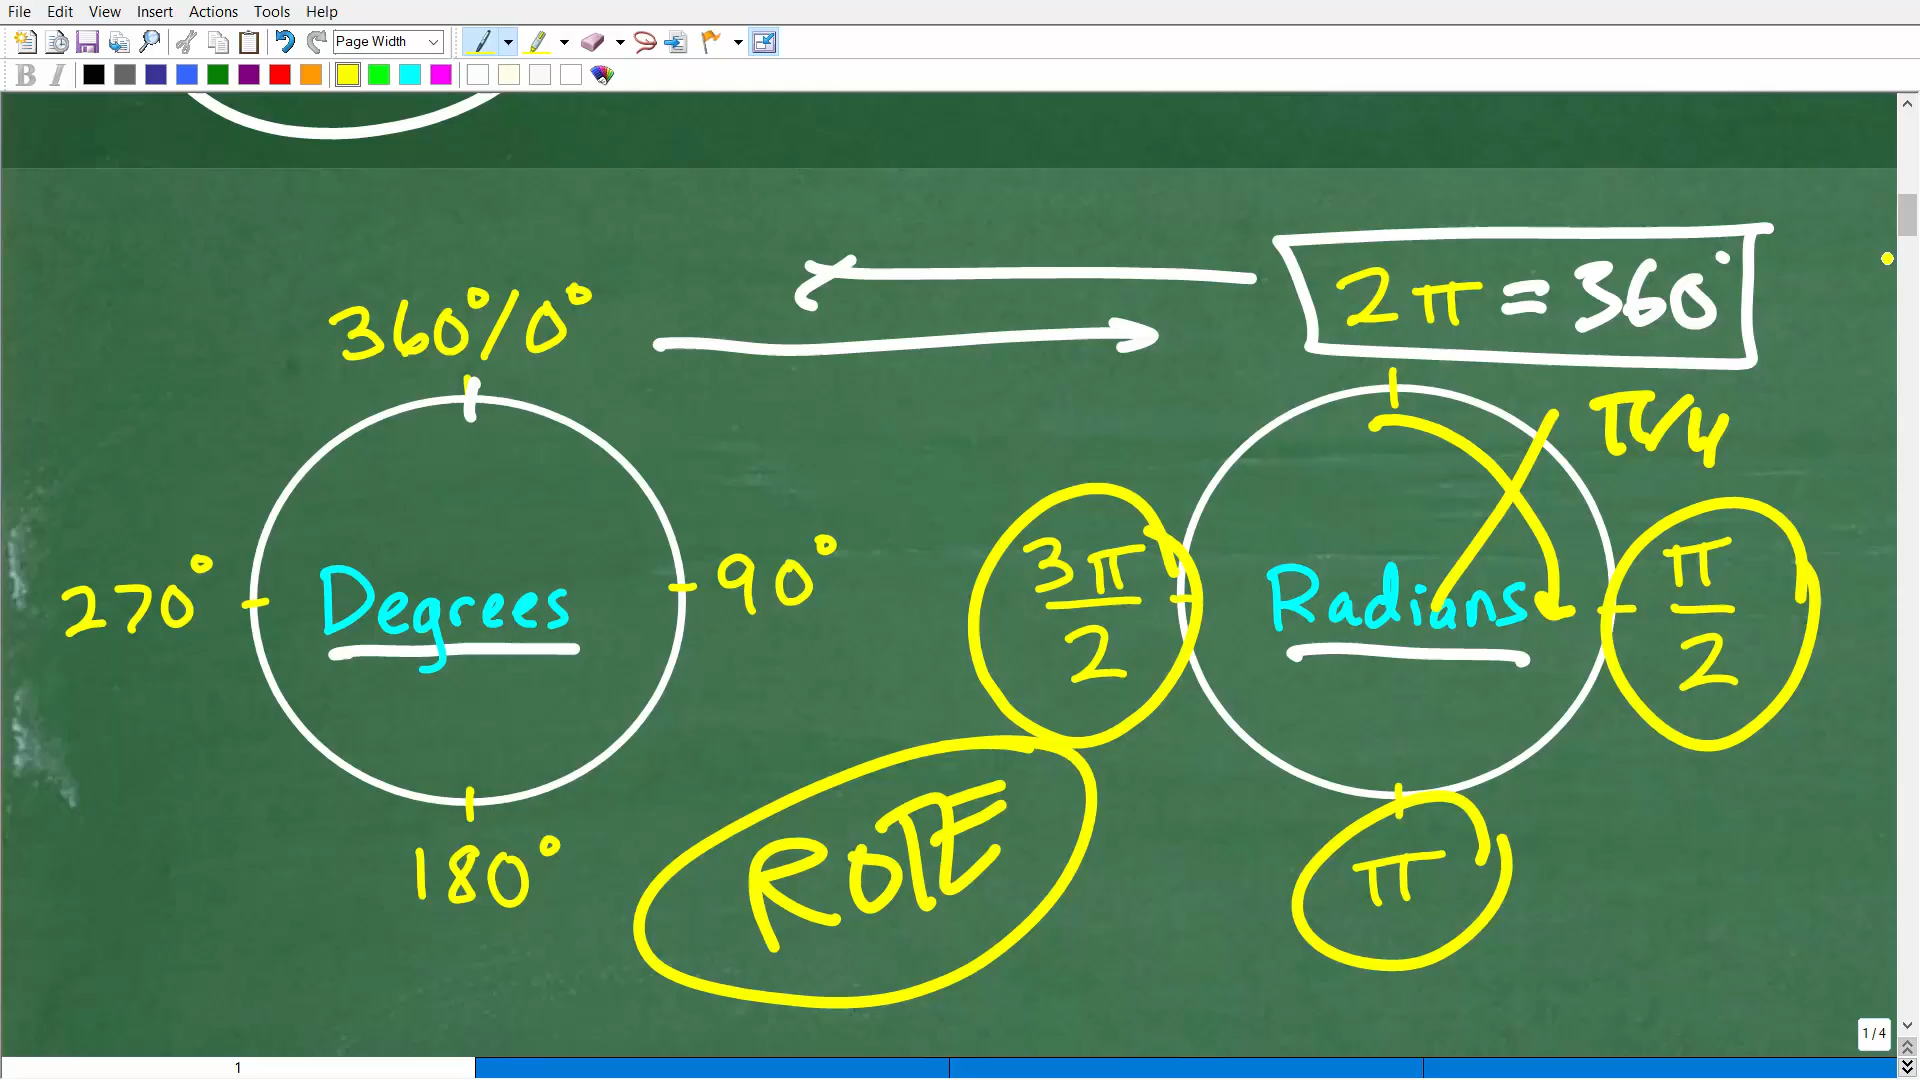 File Edit View Insert Actions Tools Help
Page Width
B I
2π = 360°
360°/0°
π/4
270° Degrees 90°
3π/2 Radians π/2
180°
ROTE
π
1 / 4
1